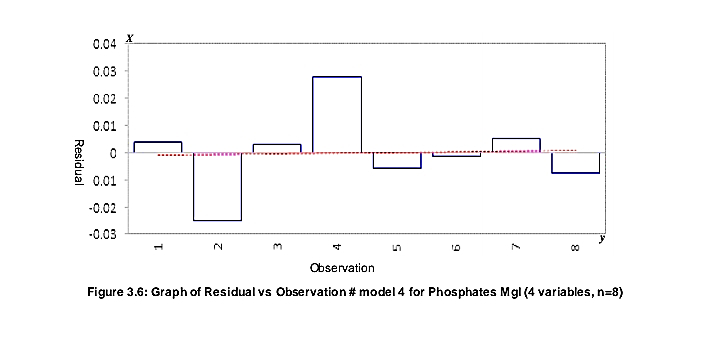 x
0.04
0.03
0.02
0.01
0
0.01
-0.02
-0.03
Residual
1 2 3 4 5 6 7 8
y
Observation
Figure 3.6: Graph of Residual vs Observation # model 4 for Phosphates Mgl (4 variables, n=8)